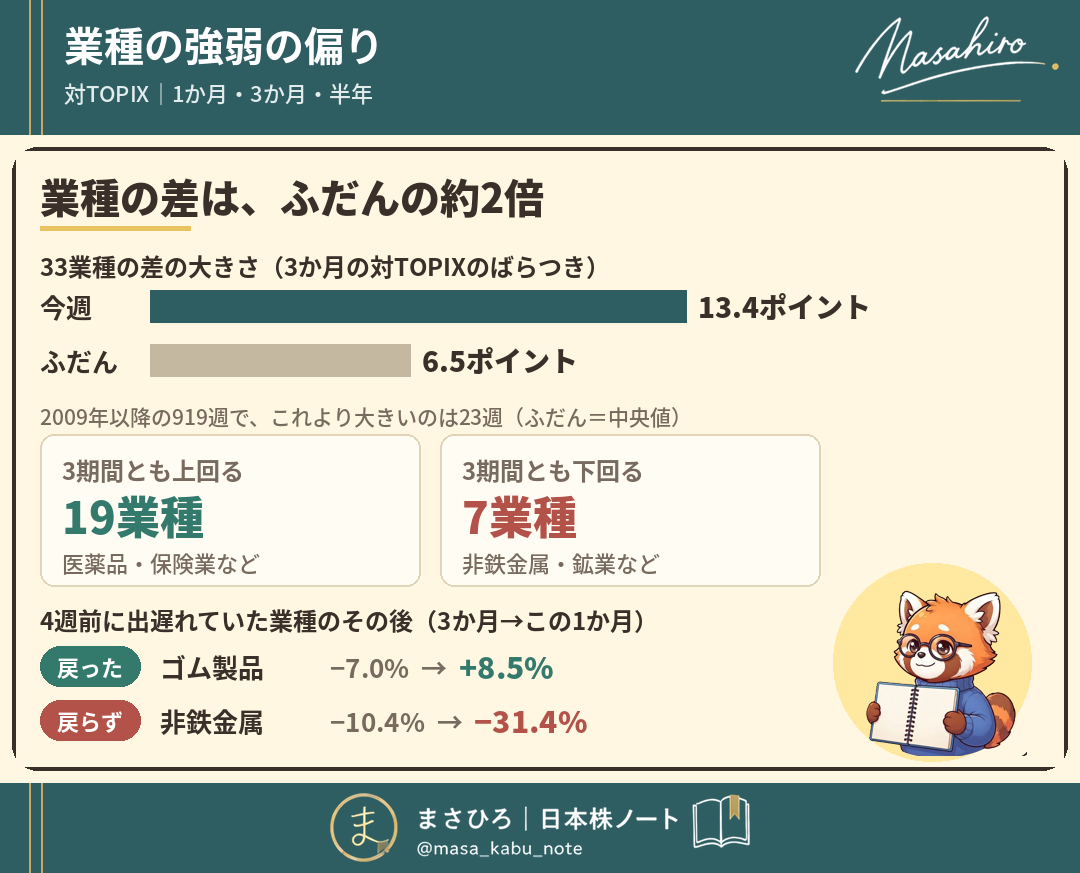 業種の強弱の偏り
対TOPIX｜1か月・3か月・半年
Masahiro
業種の差は、ふだんの約2倍
33業種の差の大きさ（3か月の対TOPIXのばらつき）
今週 13.4ポイント
ふだん 6.5ポイント
2009年以降の919週で、これより大きいのは23週（ふだん＝中央値）
3期間とも上回る
19業種
医薬品・保険業など
3期間とも下回る
7業種
非鉄金属・鉱業など
4週前に出遅れていた業種のその後（3か月→この1か月）
戻った ゴム製品 −7.0% → +8.5%
戻らず 非鉄金属 −10.4% → −31.4%
ま
まさひろ｜日本株ノート
@masa_kabu_note